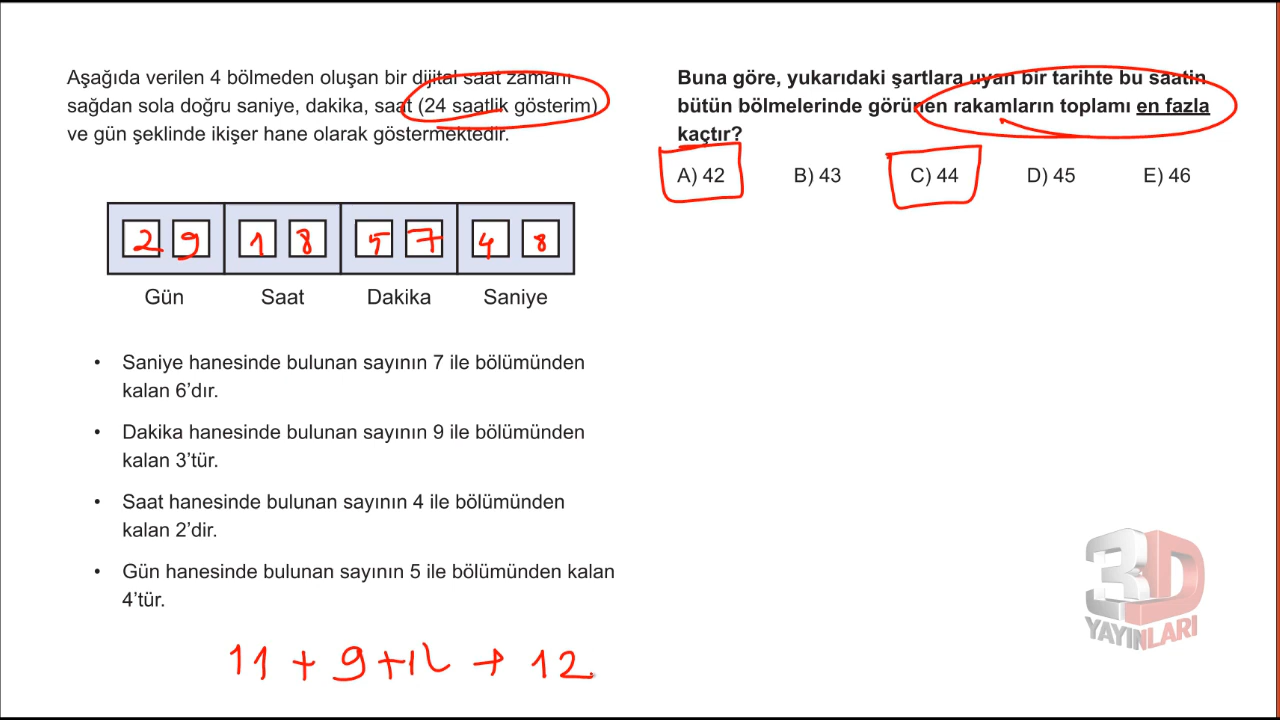 Aşağıda verilen 4 bölmeden oluşan bir dijital saat zamanı
sağdan sola doğru saniye, dakika, saat (24 saatlik gösterim)
ve gün şeklinde ikişer hane olarak göstermektedir.
2 9 1 8 5 7 4 8
Gün Saat Dakika Saniye
• Saniye hanesinde bulunan sayının 7 ile bölümünden
kalan 6’dır.
• Dakika hanesinde bulunan sayının 9 ile bölümünden
kalan 3’tür.
• Saat hanesinde bulunan sayının 4 ile bölümünden
kalan 2’dir.
• Gün hanesinde bulunan sayının 5 ile bölümünden kalan
4’tür.
11 + 9 + 12 + 12
Buna göre, yukarıdaki şartlara uyan bir tarihte bu saatin
bütün bölmelerinde görünen rakamların toplamı en fazla
kaçtır?
A) 42 B) 43 C) 44 D) 45 E) 46
3D
YAYINLARI